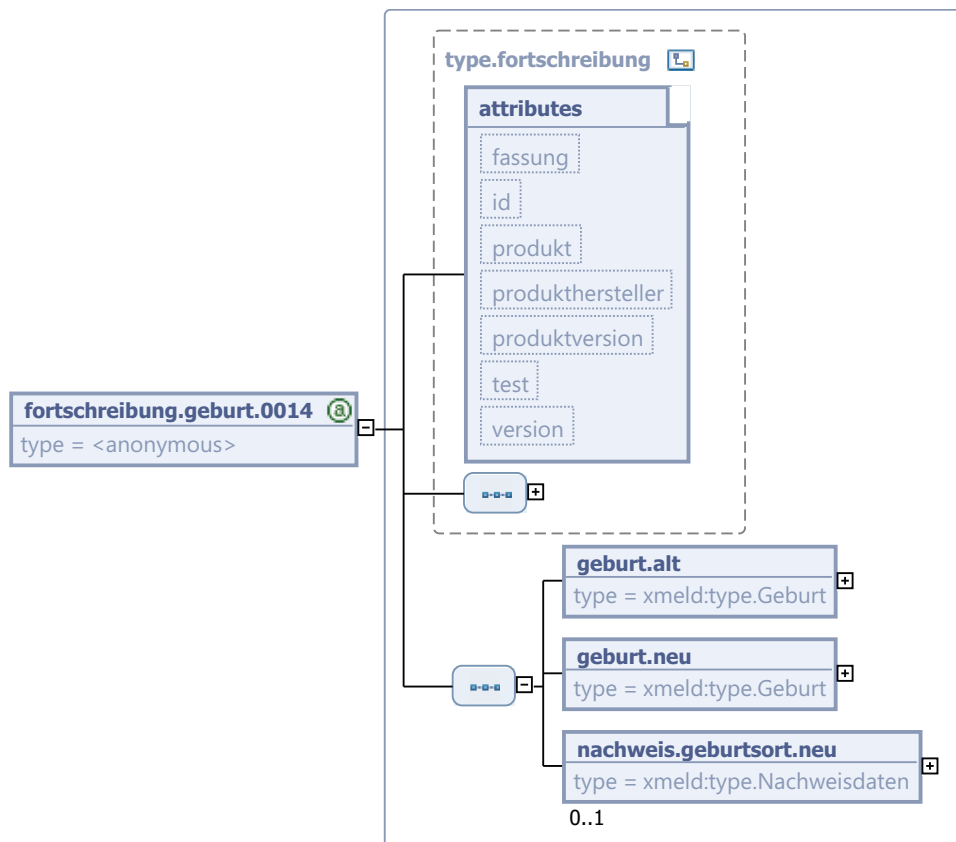 type.fortschreibung
attributes
fassung
id
produkt
produkthersteller
produktversion
test
version
fortschreibung.geburt.0014 @
type = <anonymous>
geburt.alt
type = xmeld:type.Geburt
geburt.neu
type = xmeld:type.Geburt
nachweis.geburtsort.neu
type = xmeld:type.Nachweisdaten
0..1